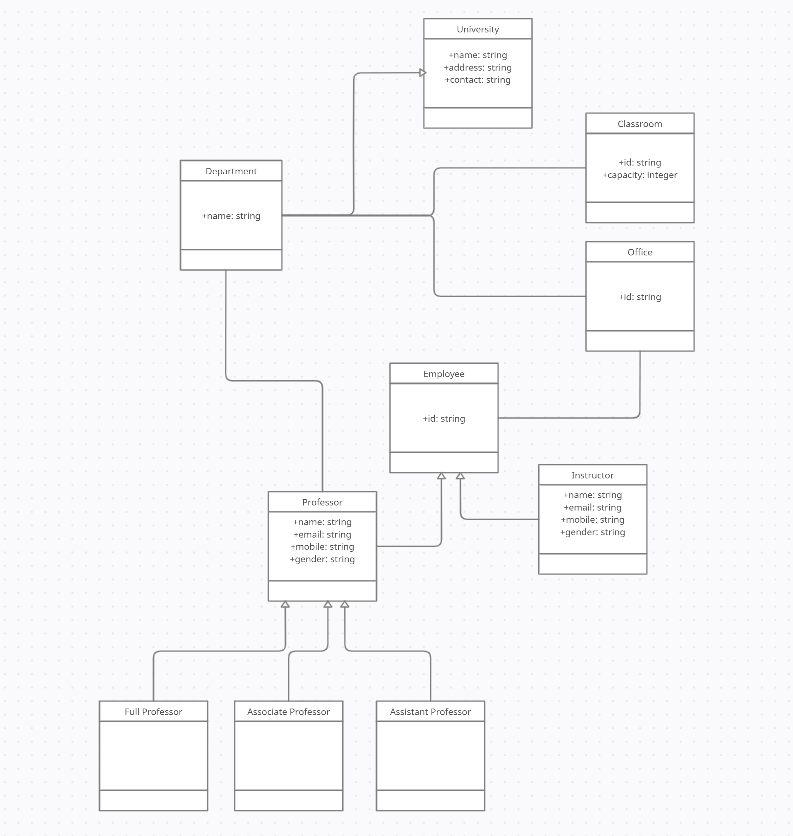 University
+name: string
+address: string
+contact: string
Classroom
+id: string
+capacity: integer
Department
+name: string
Office
+id: string
Employee
+id: string
Instructor
+name: string
+email: string
+mobile: string
+gender: string
Professor
+name: string
+email: string
+mobile: string
+gender: string
Full Professor
Associate Professor
Assistant Professor